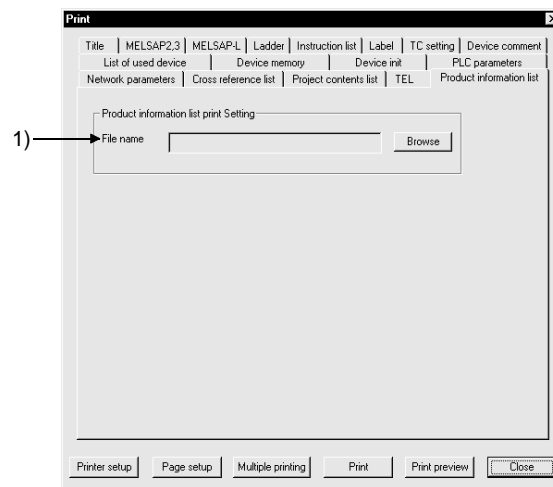 Print
Title MELSAP2,3 MELSAP-L Ladder Instruction list Label TC setting Device comment
List of used device Device memory Device init PLC parameters
Network parameters Cross reference list Project contents list TEL Product information list
Product information list print Setting
1) File name Browse
Printer setup Page setup Multiple printing Print Print preview Close